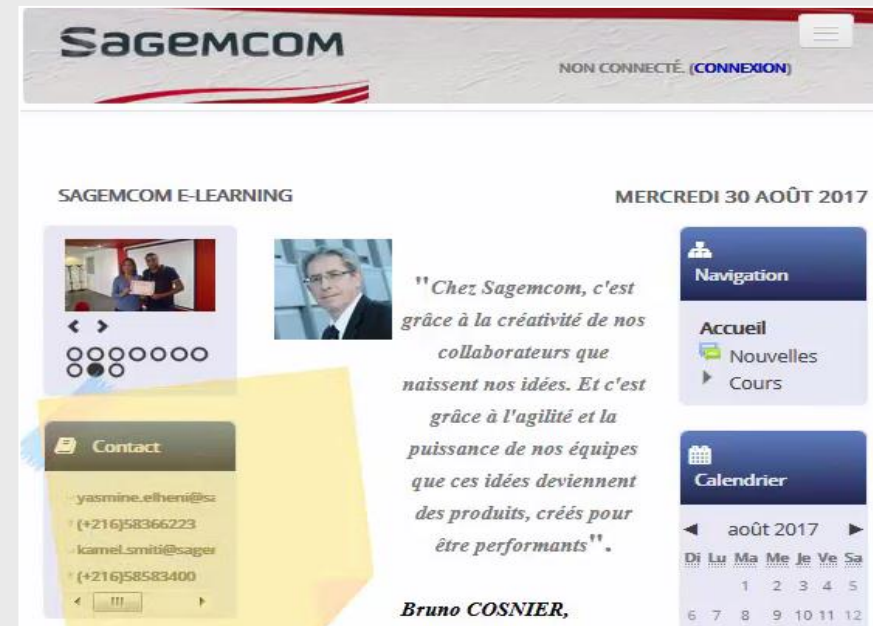 Sagemcom
NON CONNECTÉ. (CONNEXION)
SAGEMCOM E-LEARNING
MERCREDI 30 AOÛT 2017
"Chez Sagemcom, c'est
grâce à la créativité de nos
collaborateurs que
naissent nos idées. Et c'est
grâce à l'agilité et la
puissance de nos équipes
que ces idées deviennent
des produits, créés pour
être performants".
Bruno COSNIER,
Contact
yasmine.elheni@sa
(+216)58366223
kamel.smiti@sager
(+216)58583400
Navigation
Accueil
Nouvelles
Cours
Calendrier
août 2017
Di Lu Ma Me Je Ve Sa
1 2 3 4 5
6 7 8 9 10 11 12